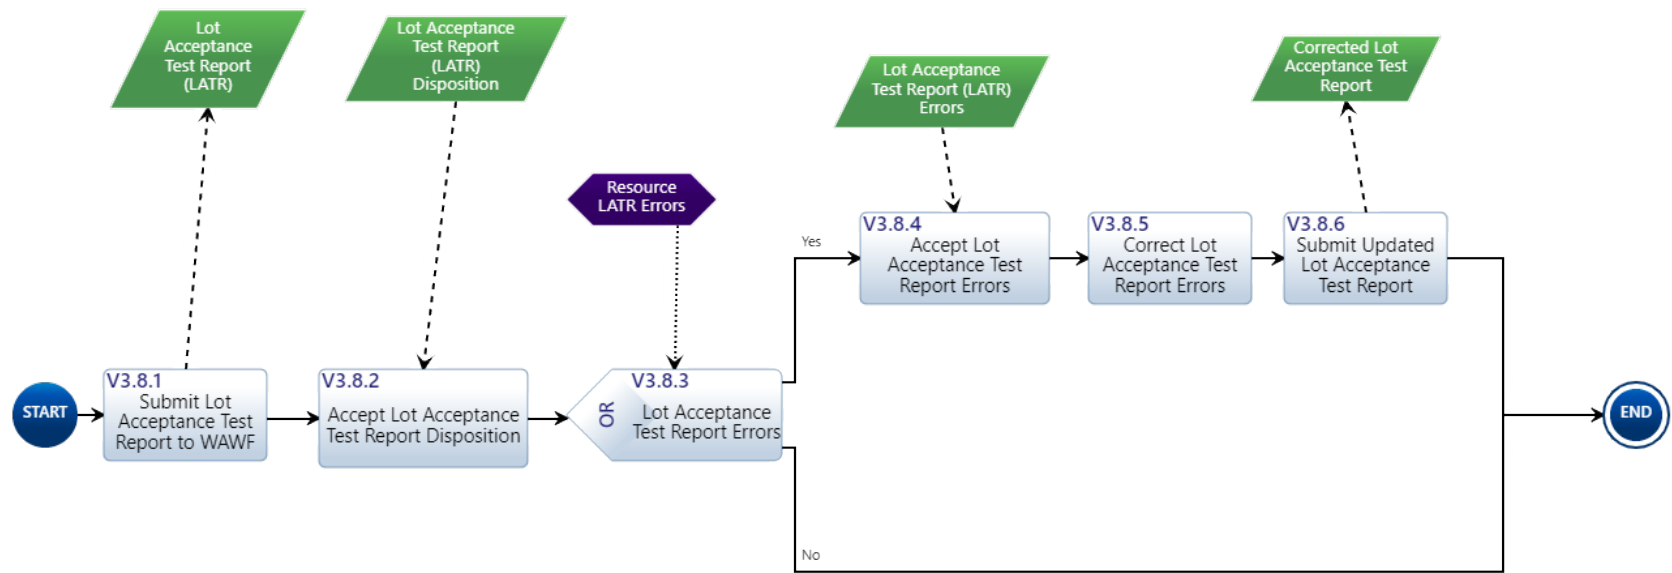 Lot
Acceptance
Test Report
(LATR)
Lot Acceptance
Test Report
(LATR)
Disposition
Lot Acceptance
Test Report (LATR)
Errors
Corrected Lot
Acceptance Test
Report
Resource
LATR Errors
START
V3.8.1
Submit Lot
Acceptance Test
Report to WAWF
V3.8.2
Accept Lot Acceptance
Test Report Disposition
OR
V3.8.3
Lot Acceptance
Test Report Errors
Yes
V3.8.4
Accept Lot
Acceptance Test
Report Errors
V3.8.5
Correct Lot
Acceptance Test
Report Errors
V3.8.6
Submit Updated
Lot Acceptance
Test Report
No
END